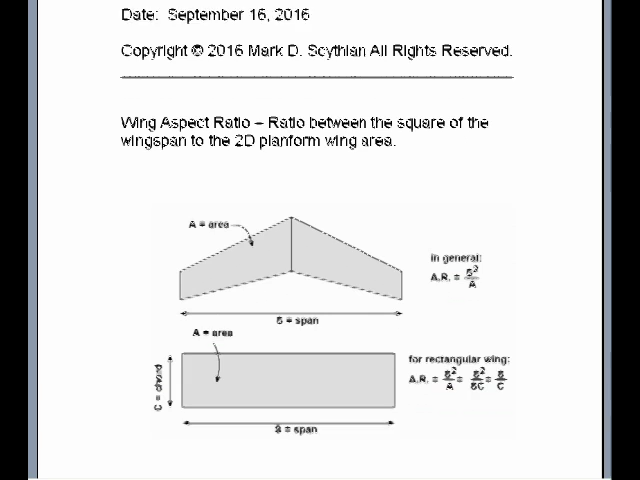 Date: September 16, 2016
Copyright © 2016 Mark D. Scythian All Rights Reserved.
Wing Aspect Ratio – Ratio between the square of the
wingspan to the 2D planform wing area.
A = area
in general:
A.R. = S²/A
S = span
A = area
for rectangular wing:
A.R. = S²/A = S²/SC = S/C
C = chord
S = span